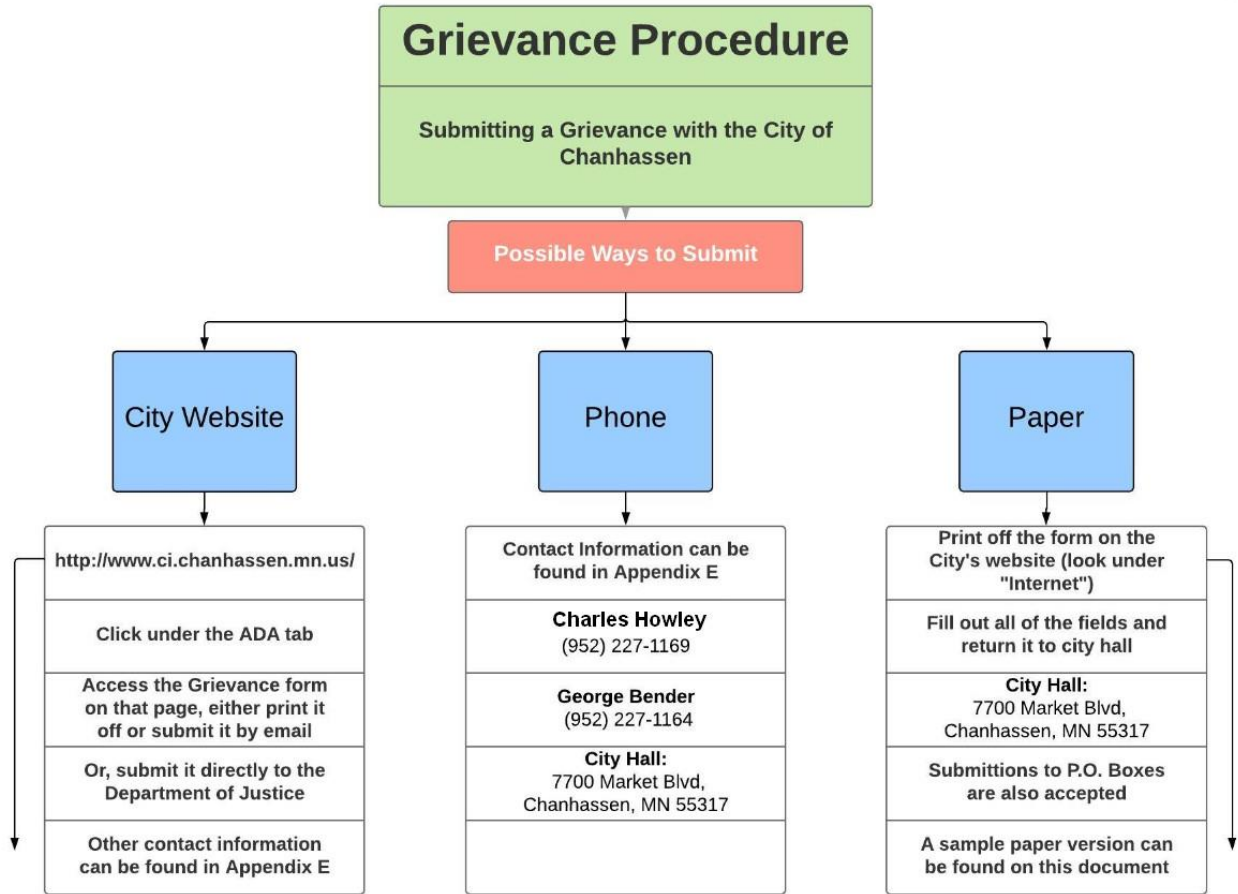 Grievance Procedure
Submitting a Grievance with the City of
Chanhassen
Possible Ways to Submit
City Website
Phone
Paper
http://www.ci.chanhassen.mn.us/
Click under the ADA tab
Access the Grievance form
on that page, either print it
off or submit it by email
Or, submit it directly to the
Department of Justice
Other contact information
can be found in Appendix E
Contact Information can be
found in Appendix E
Charles Howley
(952) 227-1169
George Bender
(952) 227-1164
City Hall:
7700 Market Blvd,
Chanhassen, MN 55317
Print off the form on the
City's website (look under
"Internet")
Fill out all of the fields and
return it to city hall
City Hall:
7700 Market Blvd,
Chanhassen, MN 55317
Submittions to P.O. Boxes
are also accepted
A sample paper version can
be found on this document